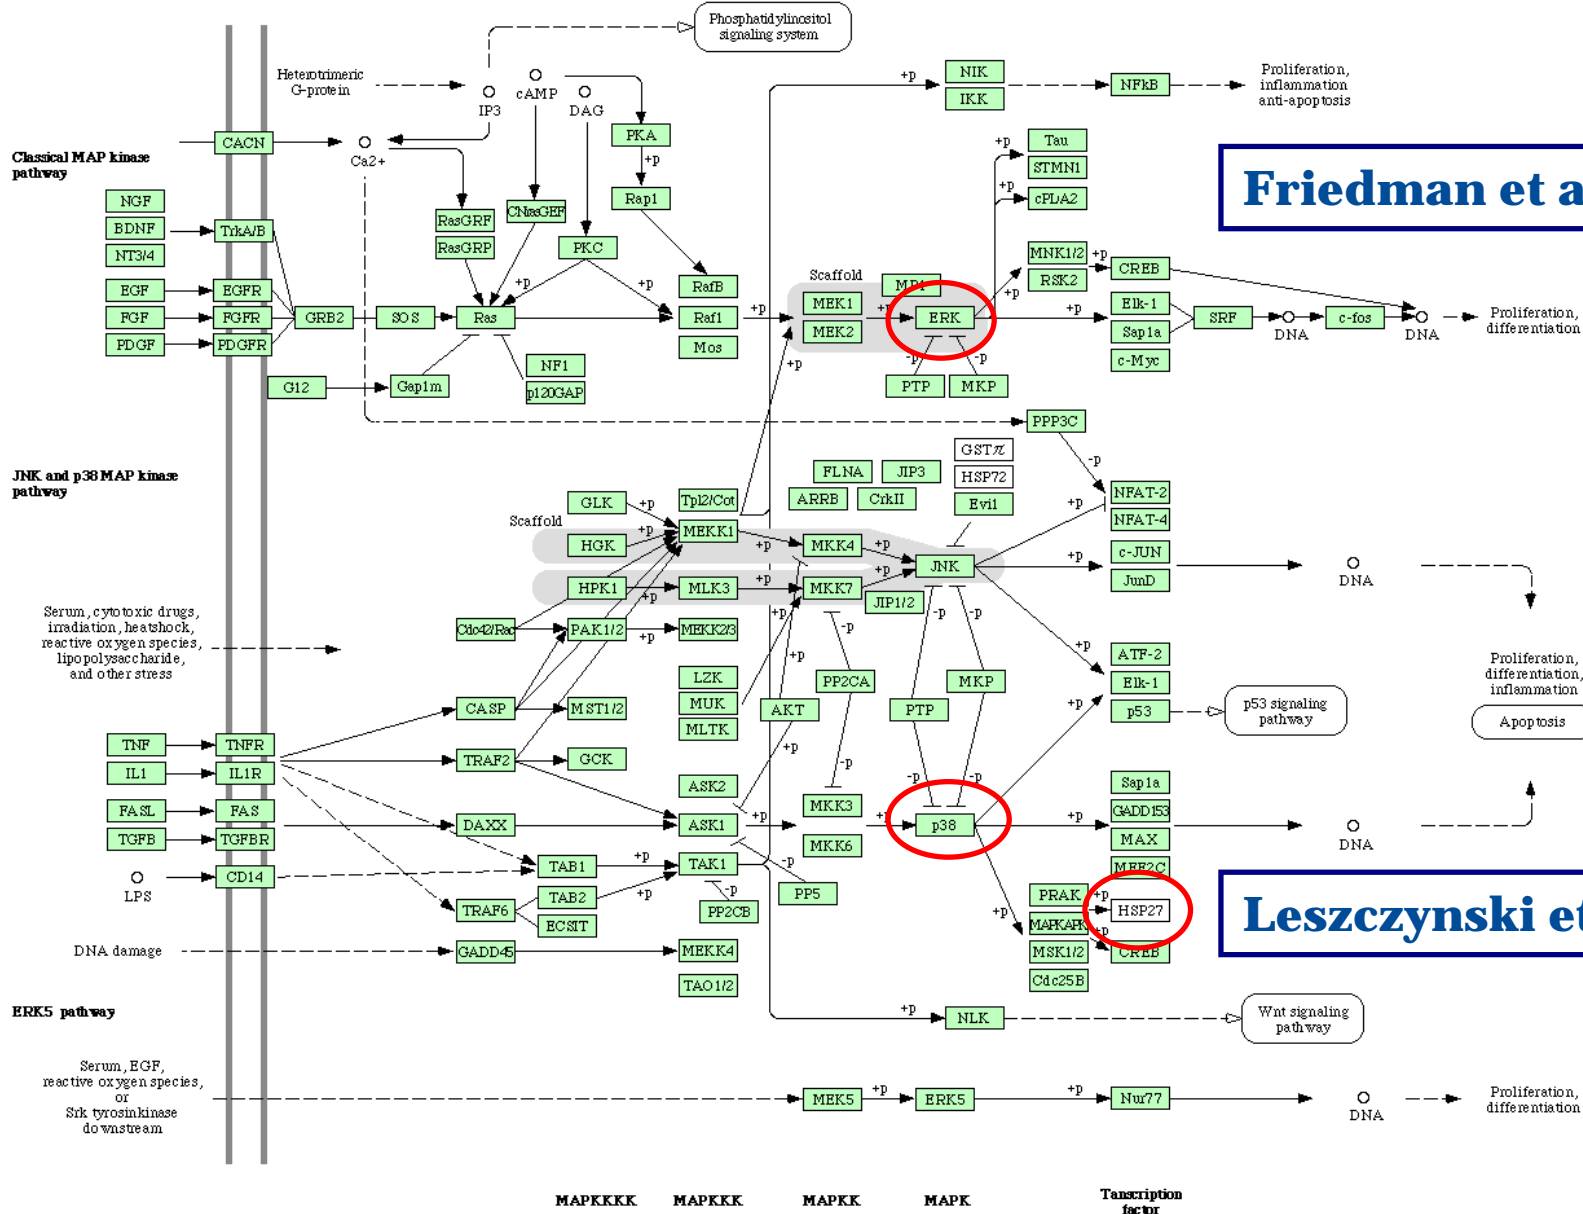 Phosphatidylinositol
signaling system
Heterotrimeric
G-protein
IP3
cAMP
DAG
+p
NIK
IKK
NFkB
Proliferation,
inflammation
anti-apoptosis
CACN
Ca2+
PKA
+p
Rap1
Classical MAP kinase
pathway
+p
Tau
STMN1
+p
cPLA2
Friedman et a
NGF
BDNF
NT3/4
TrkA/B
RasGRF
RasGRP
CNrasGEF
PKC
+p
+p
RafB
Scaffold
MP1
MNK1/2
RSK2
+p
CREB
EGF
EGFR
FGF
FGFR
PDGF
PDGFR
GRB2
SOS
Ras
Raf1
Mos
+p
MEK1
MEK2
+p
ERK
+p
+p
Elk-1
Sap1a
c-Myc
SRF
DNA
c-fos
DNA
Proliferation,
differentiation
G12
Gap1m
NF1
p120GAP
+p
-p
-p
PTP
MKP
PPP3C
-p
JNK and p38 MAP kinase
pathway
GSTπ
HSP72
Evi1
FLNA
JIP3
ARRB
CrkII
NFAT-2
NFAT-4
GLK
+p
Tpl2/Cot
Scaffold
HGK
+p
MEKK1
+p
MKK4
+p
JNK
+p
+p
c-JUN
JunD
DNA
HPK1
+p
MLK3
+p
MKK7
+p
JIP1/2
Serum, cytotoxic drugs,
irradiation, heatshock,
reactive oxygen species,
lipopolysaccharide,
and other stress
Cdc42/Rac
PAK1/2
+p
MEKK2/3
+p
+p
-p
-p
-p
LZK
MUK
MLTK
PP2CA
AKT
MKP
PTP
+p
ATF-2
Elk-1
p53
+p
p53 signaling
pathway
Proliferation,
differentiation,
inflammation
Apoptosis
CASP
MST1/2
TNF
TNFR
IL1
IL1R
TRAF2
GCK
+p
-p
-p
-p
ASK2
MKK3
MKK6
Sap1a
GADD153
MAX
MEF2C
FASL
FAS
TGFB
TGFBR
DAXX
ASK1
+p
+p
p38
+p
DNA
LPS
CD14
TAB1
+p
TAK1
-p
PP5
TAB2
ECSIT
+p
-p
PP2CB
TRAF6
PRAK
+p
MAPKAPK
+p
HSP27
+p
MSK1/2
CREB
Cdc25B
Leszczynski et
DNA damage
GADD45
MEKK4
TAO1/2
ERK5 pathway
+p
NLK
Wnt signaling
pathway
Serum, EGF,
reactive oxygen species,
or
Srk tyrosinkinase
downstream
MEK5
+p
ERK5
+p
Nur77
DNA
Proliferation,
differentiation
MAPKKKK
MAPKKK
MAPKK
MAPK
Tanscription
factor